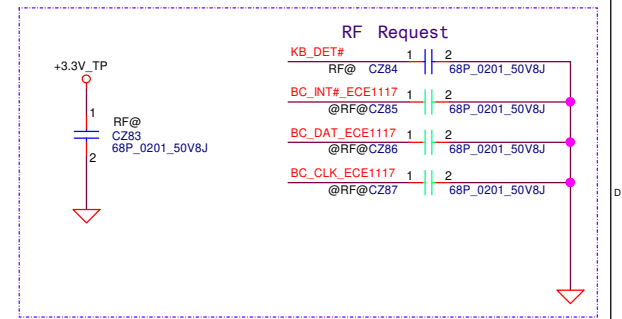 RF Request
+3.3V_TP
1
RF@
CZ83
68P_0201_50V8J
2
KB_DET# 1 2
RF@ CZ84 68P_0201_50V8J
BC_INT#_ECE1117 1 2
@RF@CZ85 68P_0201_50V8J
BC_DAT_ECE1117 1 2
@RF@CZ86 68P_0201_50V8J
BC_CLK_ECE1117 1 2
@RF@CZ87 68P_0201_50V8J
D